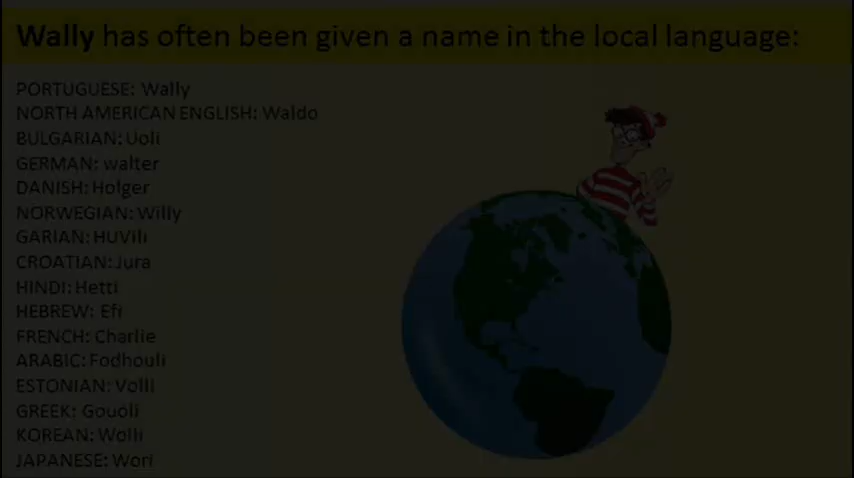 Wally has often been given a name in the local language:
PORTUGUESE: Wally
NORTH AMERICAN ENGLISH: Waldo
BULGARIAN: Uoli
GERMAN: walter
DANISH: Holger
NORWEGIAN: Willy
GARIAN: HUVili
CROATIAN: Jura
HINDI: Hetti
HEBREW: Efi
FRENCH: Charlie
ARABIC: Fodhouli
ESTONIAN: Volli
GREEK: Gouoli
KOREAN: Wolli
JAPANESE: Wori